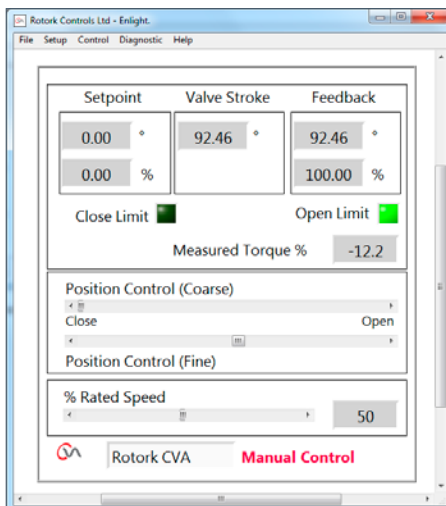 Rotork Controls Ltd - Enlight.
File Setup Control Diagnostic Help
Setpoint Valve Stroke Feedback
0.00 ° 92.46 ° 92.46 °
0.00 % 100.00 %
Close Limit Open Limit
Measured Torque % -12.2
Position Control (Coarse)
Close Open
Position Control (Fine)
% Rated Speed
50
Rotork CVA Manual Control